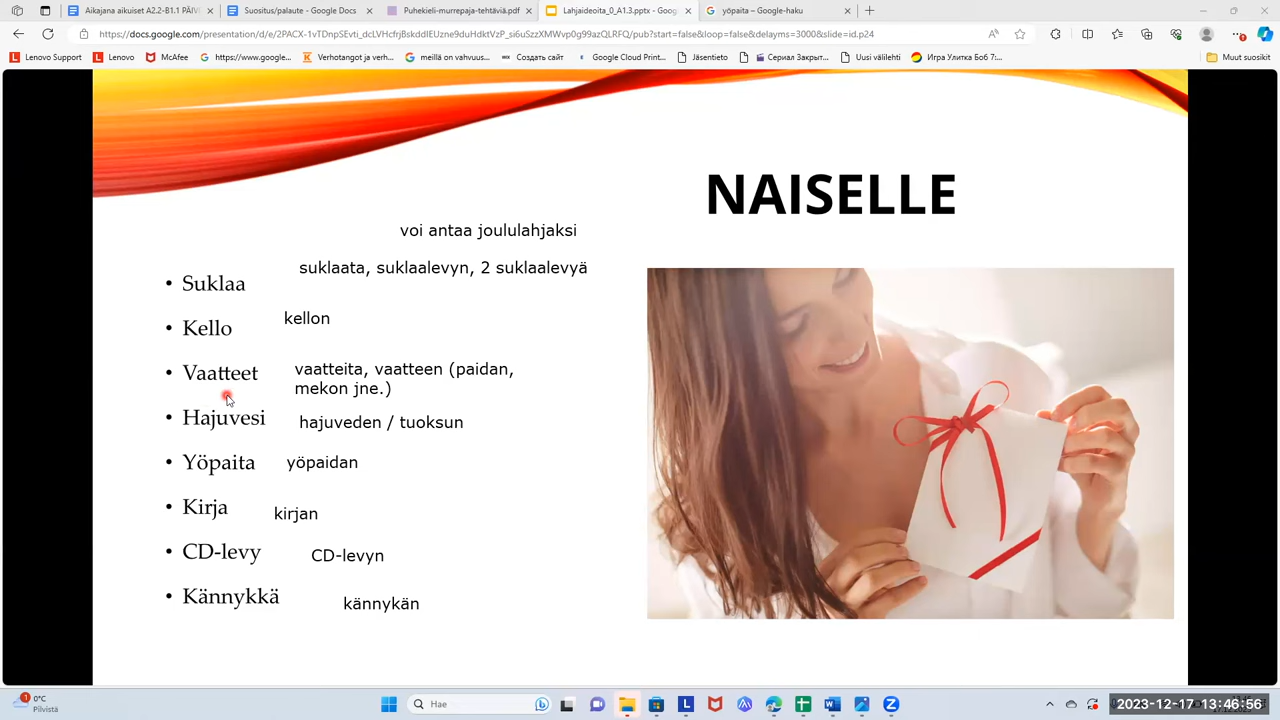 Aikajana aikuiset A2.2-B1.1 PÄIV
Suositus/palaute - Google Docs
Puhekieli-murrepaja-tehtäviä.pdf
Lahjaideoita_0_A1.3.pptx - Goog
yöpaita – Google-haku
https://docs.google.com/presentation/d/e/2PACX-1vTDnpSEvti_dcLVHcfrjBskddIEUzne9duHdktVzP_si6uSzzXMWvp0g99azQLRFQ/pub?start=false&loop=false&delayms=3000&slide=id.p24
Lenovo Support
Lenovo
McAfee
https://www.google...
Verhotangot ja verh...
meillä on vahvuus...
Создать сайт
Google Cloud Print...
Jäsentieto
Сериал Закрыт...
Uusi välilehti
Игра Улитка Боб 7:...
Muut suosikit
NAISELLE
voi antaa joululahjaksi
• Suklaa
suklaata, suklaalevyn, 2 suklaalevyä
• Kello
kellon
• Vaatteet
vaatteita, vaatteen (paidan,
mekon jne.)
• Hajuvesi
hajuveden / tuoksun
• Yöpaita
yöpaidan
• Kirja
kirjan
• CD-levy
CD-levyn
• Kännykkä
kännykän
1
0°C
Pilvistä
Hae
2023-12-17 13:46:56